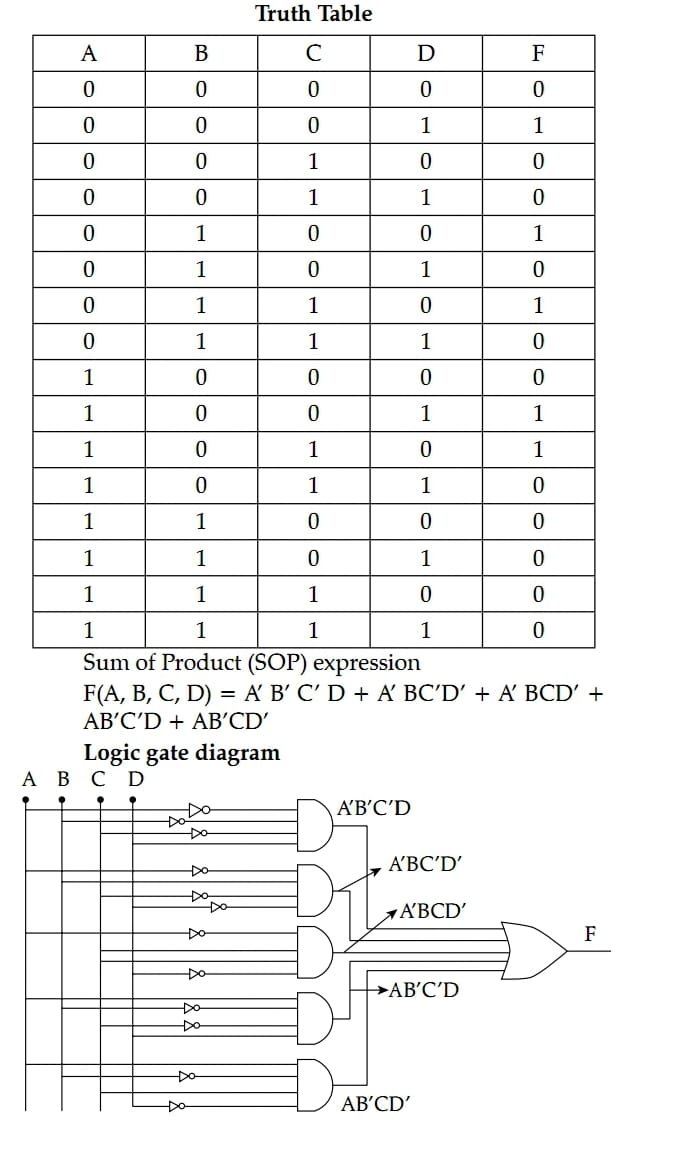 Truth Table
A B C D F
0 0 0 0 0
0 0 0 1 1
0 0 1 0 0
0 0 1 1 0
0 1 0 0 1
0 1 0 1 0
0 1 1 0 1
0 1 1 1 0
1 0 0 0 0
1 0 0 1 1
1 0 1 0 1
1 0 1 1 0
1 1 0 0 0
1 1 0 1 0
1 1 1 0 0
1 1 1 1 0
Sum of Product (SOP) expression
F(A, B, C, D) = A′ B′ C′ D + A′ BC′D′ + A′ BCD′ +
AB′C′D + AB′CD′
Logic gate diagram
A B C D
A′B′C′D
A′BC′D′
A′BCD′
F
AB′C′D
AB′CD′